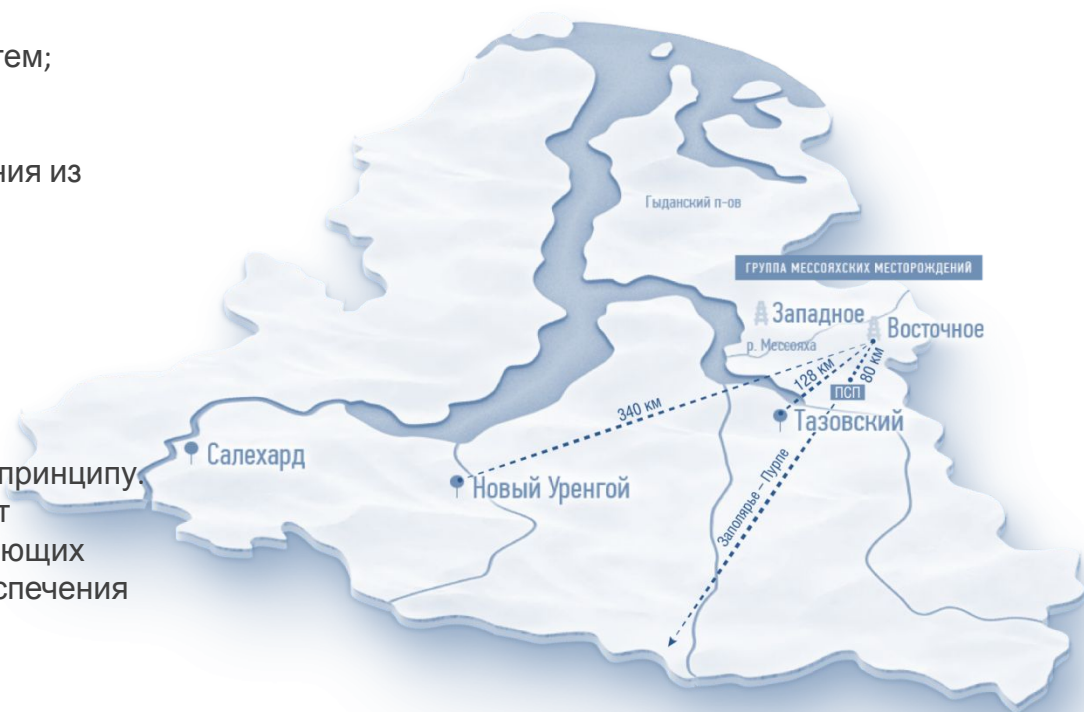 тем;
ния из
принципу.
т
ающих
спечения
Гыданский п-ов
ГРУППА МЕССОЯХСКИХ МЕСТОРОЖДЕНИЙ
Западное
Восточное
р. Мессояха
128 км
80 км
ПСП
340 км
Тазовский
Салехард
Новый Уренгой
Заполярье – Пурпе